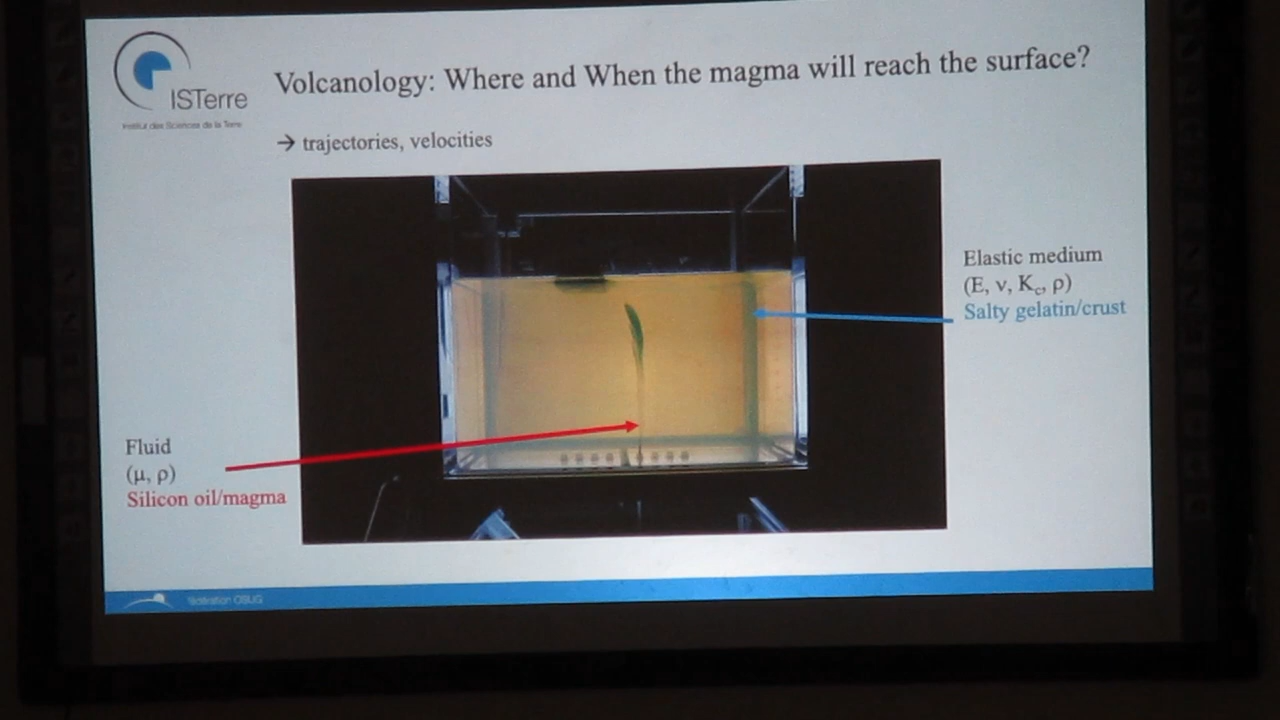 ISTerre
Institut des Sciences de la Terre
Volcanology: Where and When the magma will reach the surface?
→ trajectories, velocities
Elastic medium
(E, ν, K_c, ρ)
Salty gelatin/crust
Fluid
(μ, ρ)
Silicon oil/magma
fédération OSUG